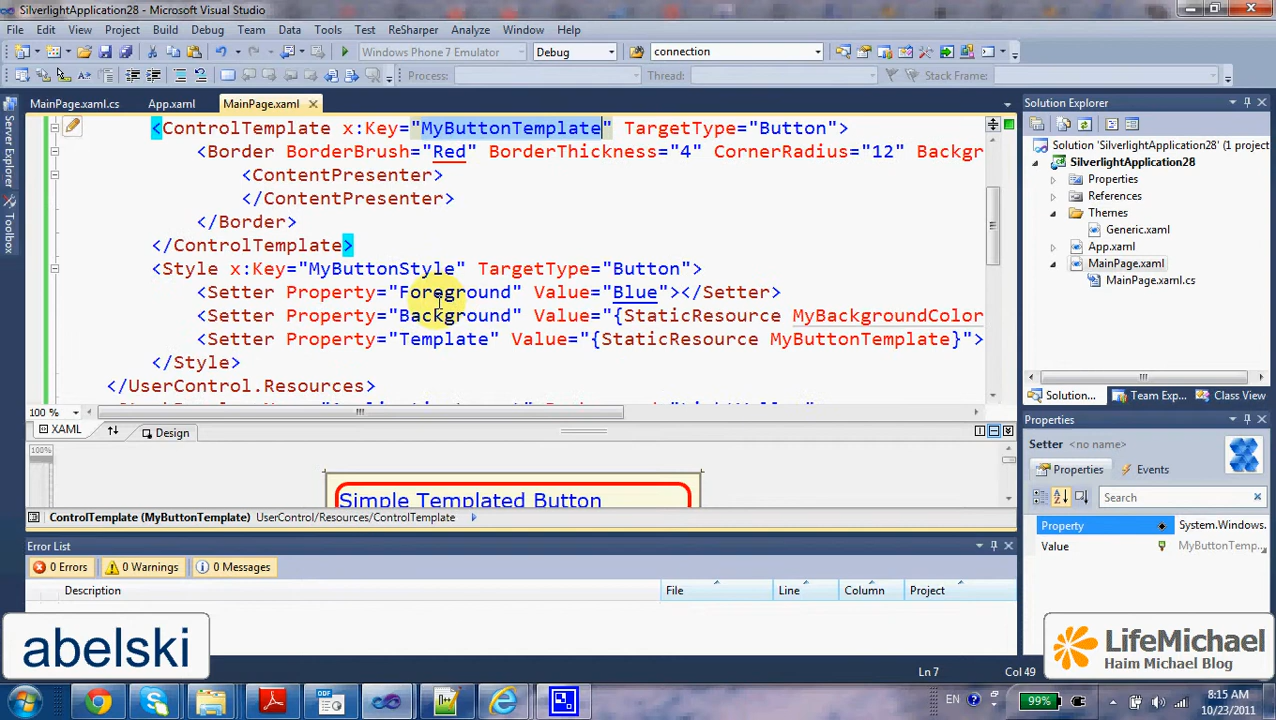 SilverlightApplication28 - Microsoft Visual Studio
File Edit View Project Build Debug Team Data Tools Test ReSharper Analyze Window Help
Windows Phone 7 Emulator Debug connection
Process: Thread: Stack Frame:
MainPage.xaml.cs App.xaml MainPage.xaml
Server Explorer
Toolbox
<ControlTemplate x:Key="MyButtonTemplate" TargetType="Button">
<Border BorderBrush="Red" BorderThickness="4" CornerRadius="12" Backgr
<ContentPresenter>
</ContentPresenter>
</Border>
</ControlTemplate>
<Style x:Key="MyButtonStyle" TargetType="Button">
<Setter Property="Foreground" Value="Blue"></Setter>
<Setter Property="Background" Value="{StaticResource MyBackgroundColor
<Setter Property="Template" Value="{StaticResource MyButtonTemplate}">
</Style>
</UserControl.Resources>
100 %
XAML Design
100%
Simple Templated Button
ControlTemplate (MyButtonTemplate) UserControl/Resources/ControlTemplate
Error List
0 Errors 0 Warnings 0 Messages
Description File Line Column Project
Solution Explorer
Solution 'SilverlightApplication28' (1 project
SilverlightApplication28
Properties
References
Themes
Generic.xaml
App.xaml
MainPage.xaml
MainPage.xaml.cs
Solution... Team Exp... Class View
Properties
Setter <no name>
Properties Events
Search
Property System.Windows.
Value MyButtonTemp...
abelski
LifeMichael
Haim Michael Blog
Ln 7 Col 49
EN 99% 8:15 AM
10/23/2011